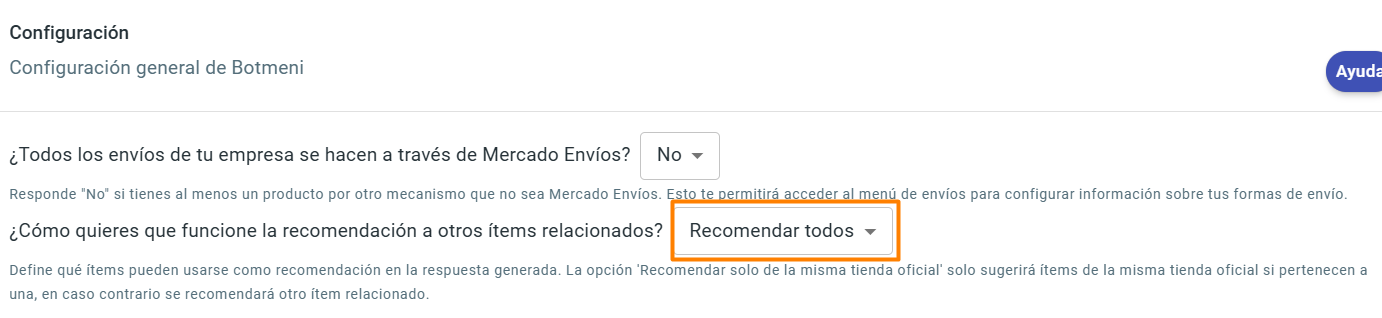 Configuración
Configuración general de Botmeni
Ayuda
¿Todos los envíos de tu empresa se hacen a través de Mercado Envíos? No
Responde "No" si tienes al menos un producto por otro mecanismo que no sea Mercado Envíos. Esto te permitirá acceder al menú de envíos para configurar información sobre tus formas de envío.
¿Cómo quieres que funcione la recomendación a otros ítems relacionados? Recomendar todos
Define qué ítems pueden usarse como recomendación en la respuesta generada. La opción 'Recomendar solo de la misma tienda oficial' solo sugerirá ítems de la misma tienda oficial si pertenecen a
una, en caso contrario se recomendará otro ítem relacionado.